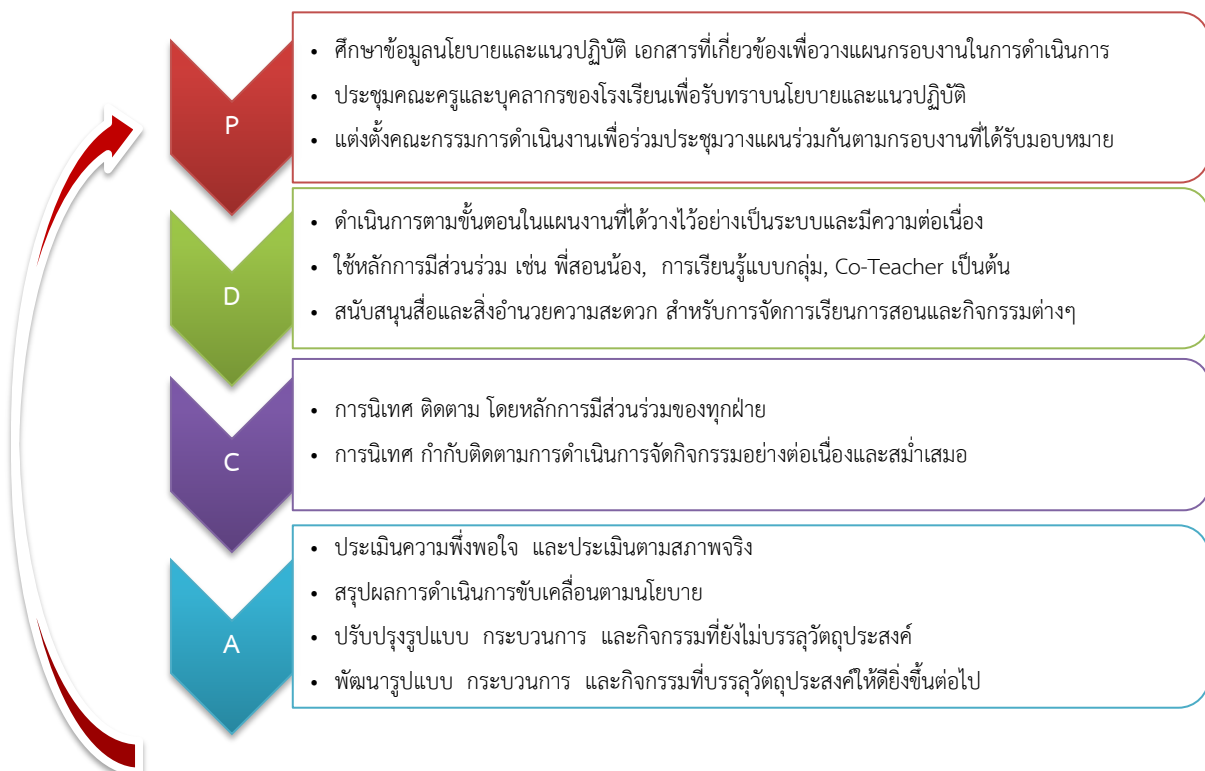 P
• ศึกษาข้อมูลนโยบายและแนวปฏิบัติ เอกสารที่เกี่ยวข้องเพื่อวางแผนกรอบงานในการดำเนินการ
• ประชุมคณะครูและบุคลากรของโรงเรียนเพื่อรับทราบนโยบายและแนวปฏิบัติ
• แต่งตั้งคณะกรรมการดำเนินงานเพื่อร่วมประชุมวางแผนร่วมกันตามกรอบงานที่ได้รับมอบหมาย
D
• ดำเนินการตามขั้นตอนในแผนงานที่ได้วางไว้อย่างเป็นระบบและมีความต่อเนื่อง
• ใช้หลักการมีส่วนร่วม เช่น พี่สอนน้อง, การเรียนรู้แบบกลุ่ม, Co-Teacher เป็นต้น
• สนับสนุนสื่อและสิ่งอำนวยความสะดวก สำหรับการจัดการเรียนการสอนและกิจกรรมต่างๆ
C
• การนิเทศ ติดตาม โดยหลักการมีส่วนร่วมของทุกฝ่าย
• การนิเทศ กำกับติดตามการดำเนินการจัดกิจกรรมอย่างต่อเนื่องและสม่ำเสมอ
A
• ประเมินความพึ่งพอใจ และประเมินตามสภาพจริง
• สรุปผลการดำเนินการขับเคลื่อนตามนโยบาย
• ปรับปรุงรูปแบบ กระบวนการ และกิจกรรมที่ยังไม่บรรลุวัตถุประสงค์
• พัฒนารูปแบบ กระบวนการ และกิจกรรมที่บรรลุวัตถุประสงค์ให้ดียิ่งขึ้นต่อไป